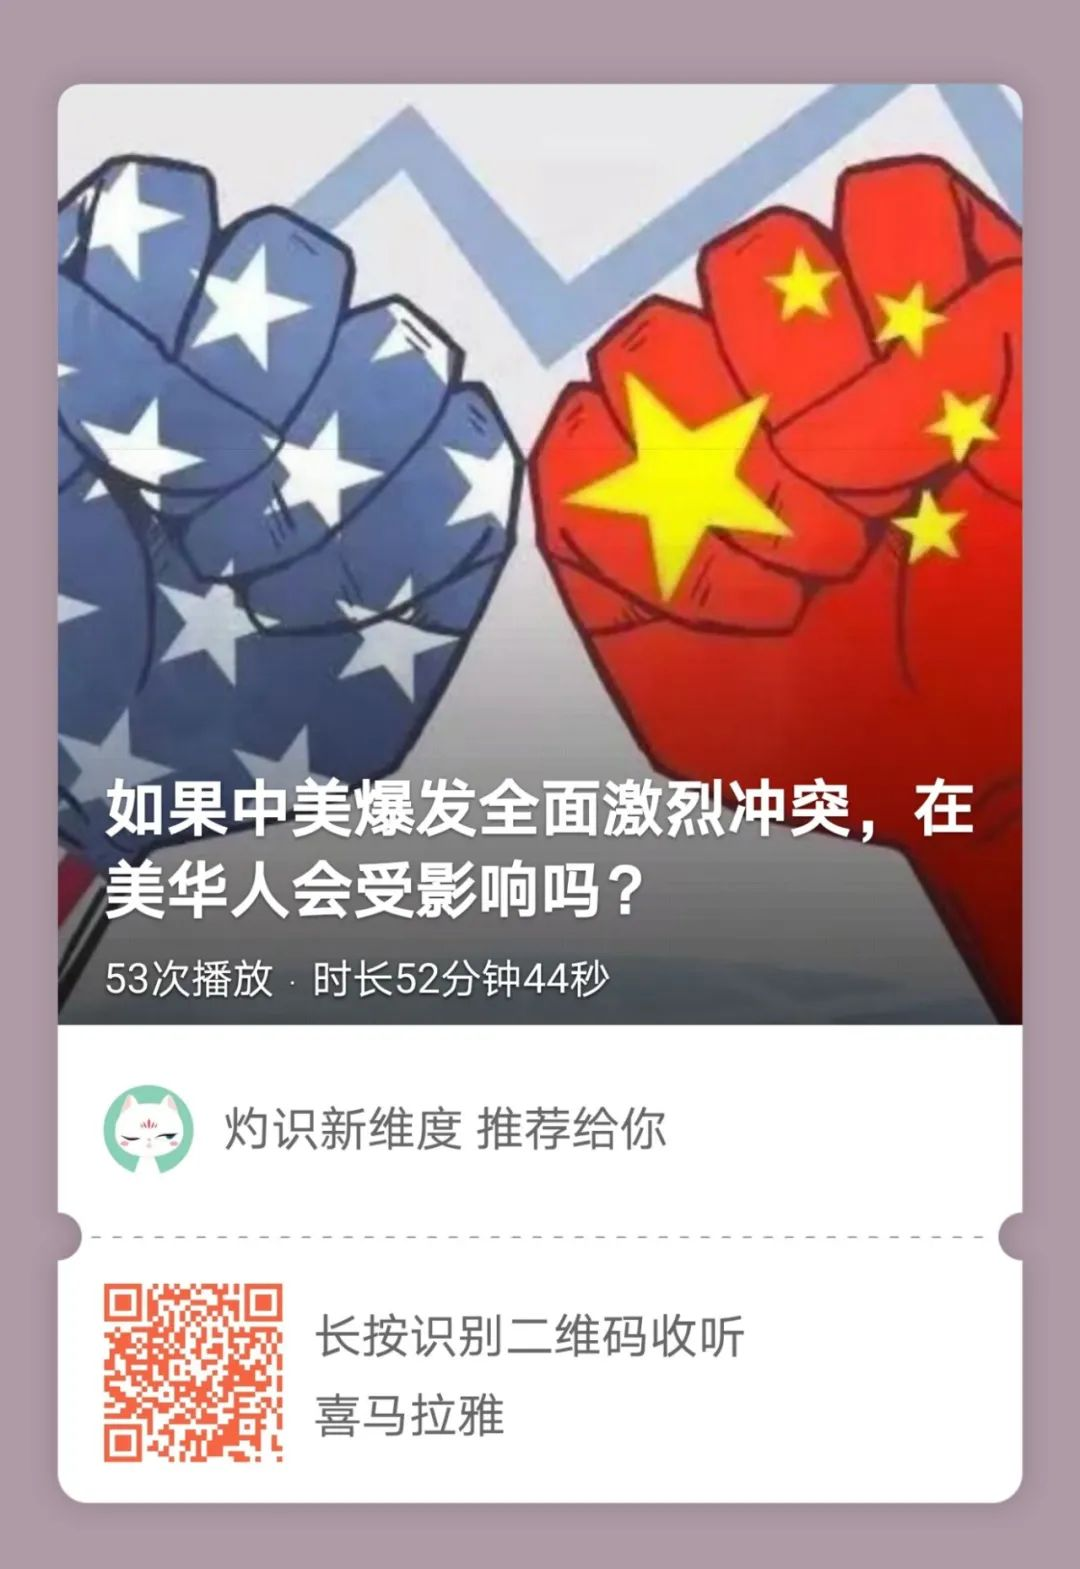 如果中美爆发全面激烈冲突，在
美华人会受影响吗？
53次播放 · 时长52分钟44秒
灼识新维度 推荐给你
长按识别二维码收听
喜马拉雅